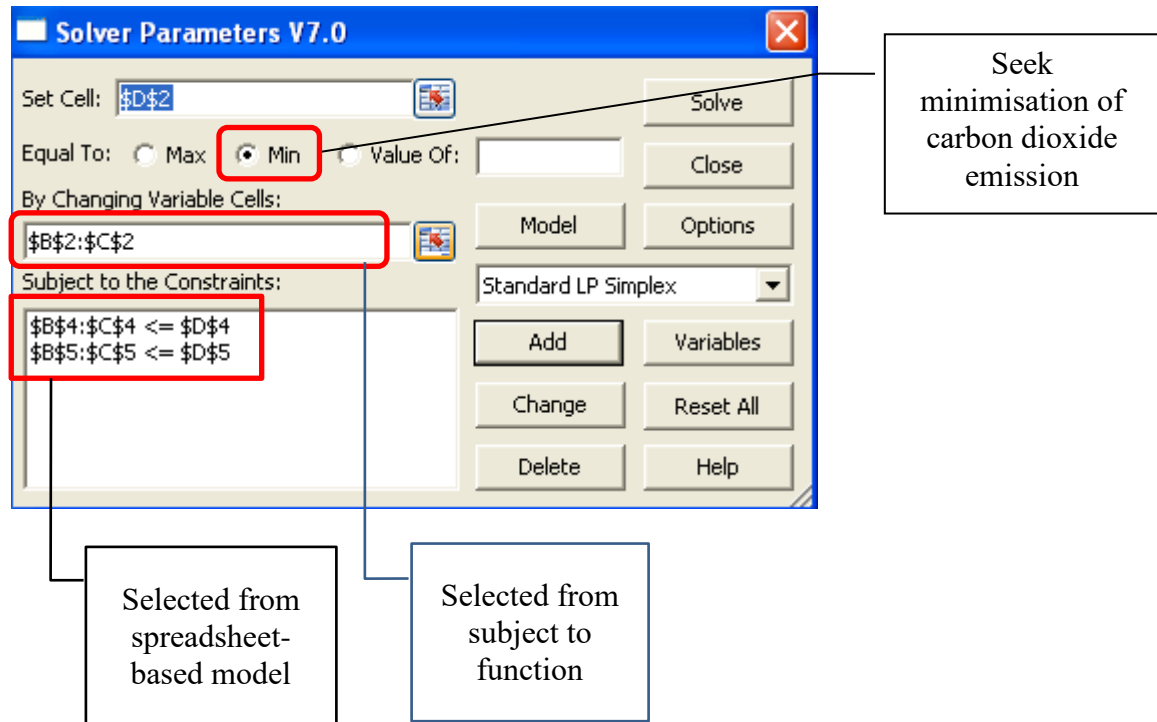 Solver Parameters V7.0
Set Cell: $D$2
Solve
Equal To: Max Min Value Of:
Close
By Changing Variable Cells:
$B$2:$C$2
Model
Options
Subject to the Constraints:
Standard LP Simplex
$B$4:$C$4 <= $D$4
$B$5:$C$5 <= $D$5
Add
Variables
Change
Reset All
Delete
Help
Seek
minimisation of
carbon dioxide
emission
Selected from
spreadsheet-
based model
Selected from
subject to
function